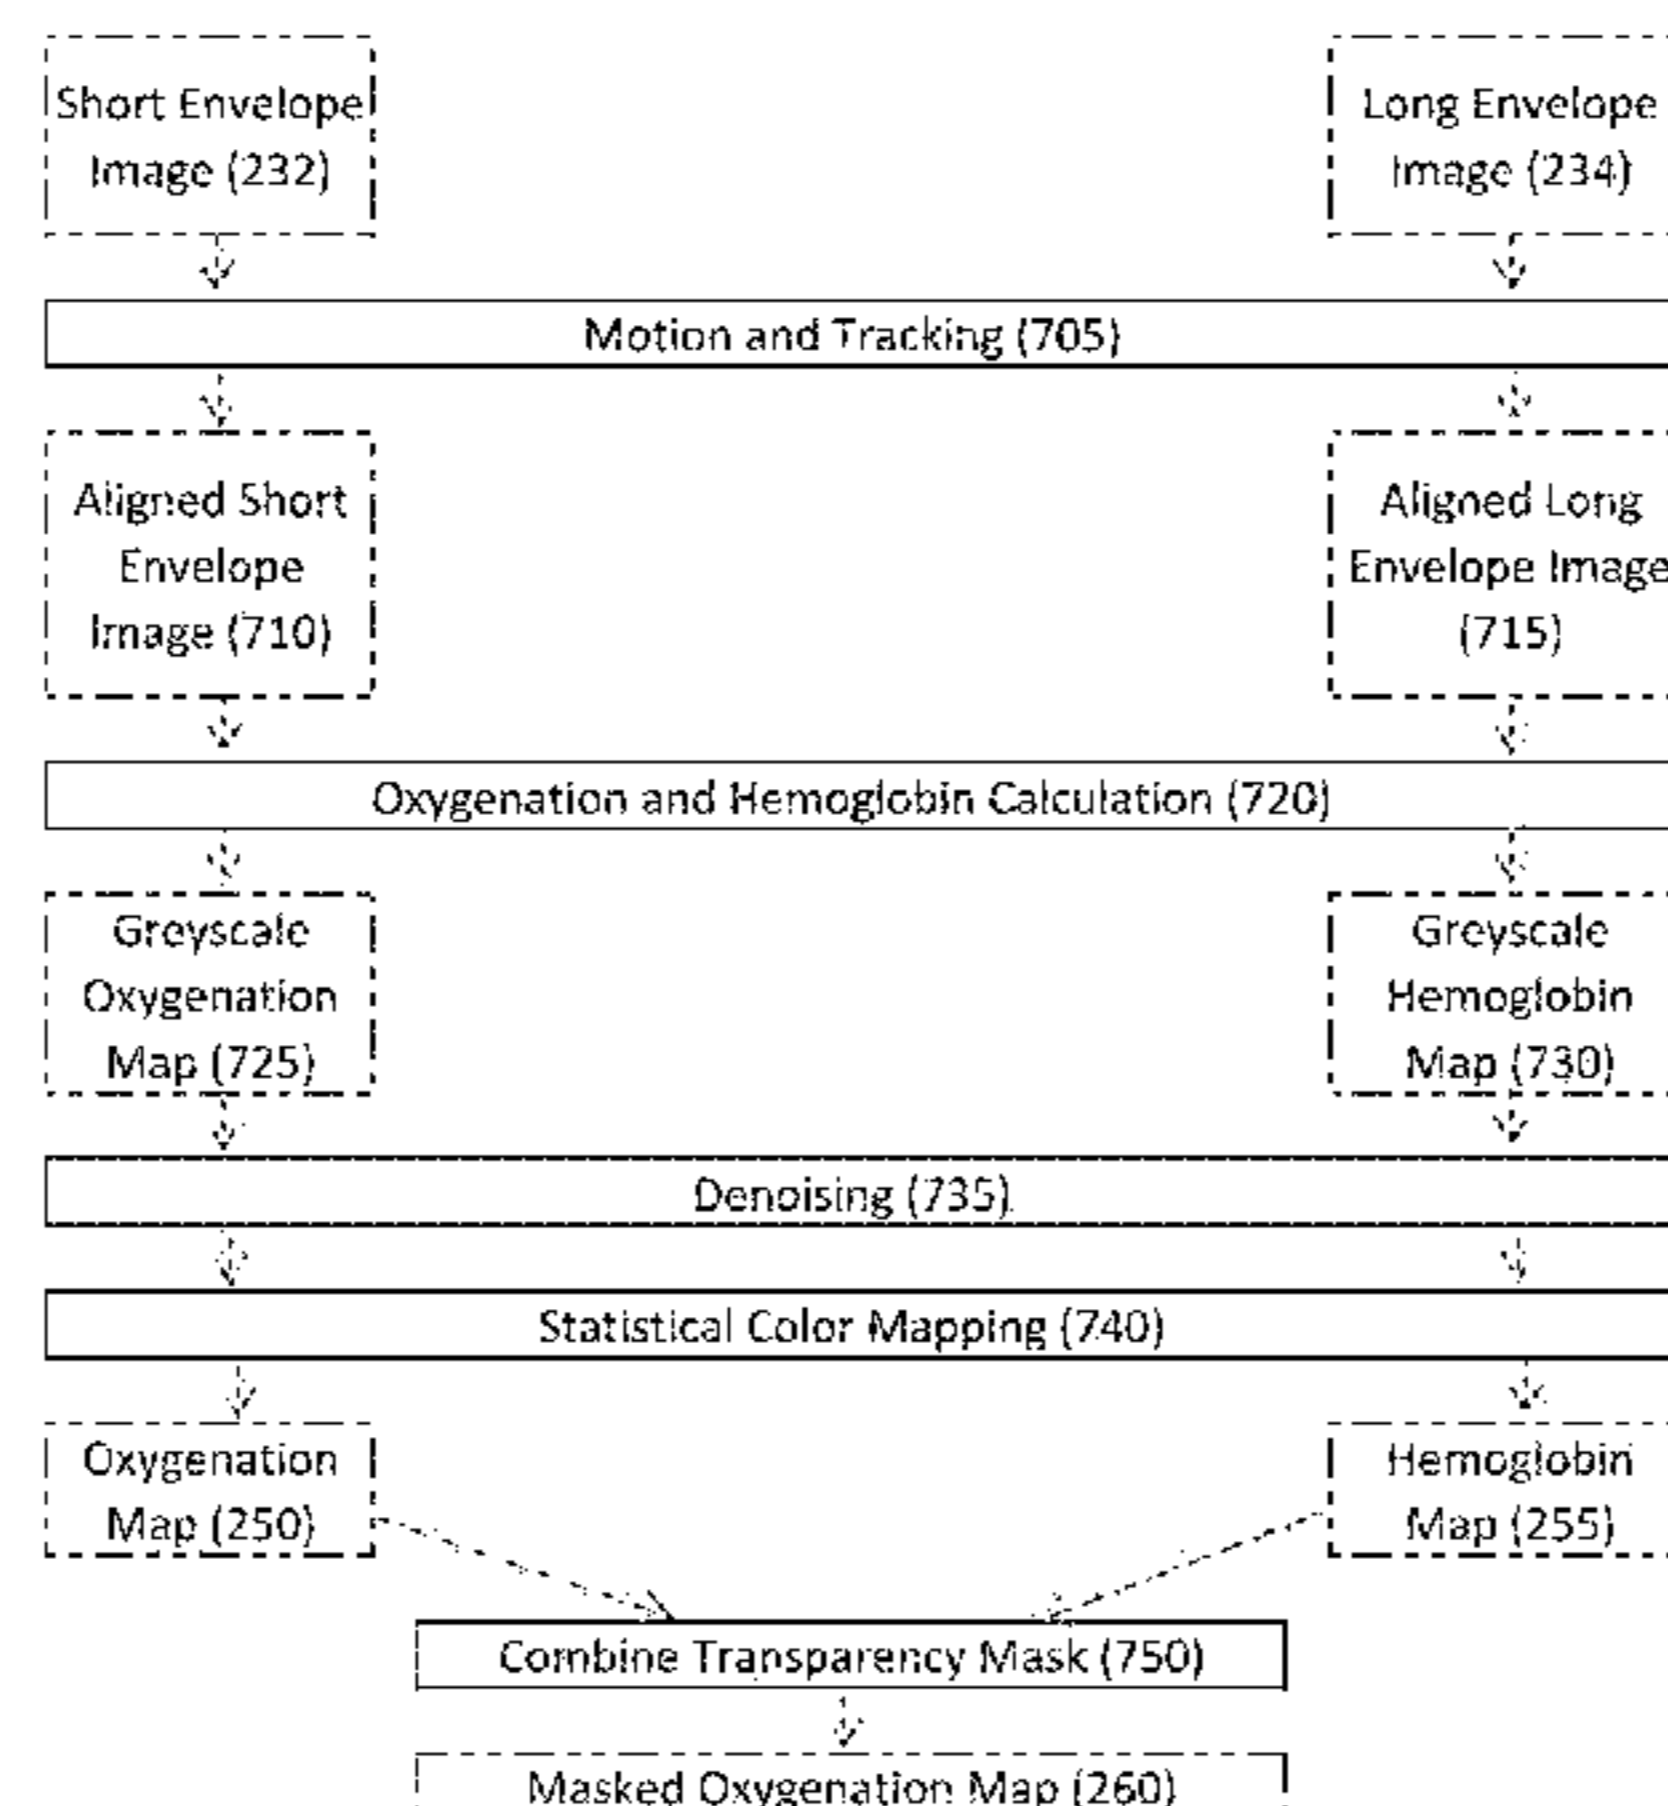 Short Envelope
Image (232)
Long Envelope
Image (234)
Motion and Tracking (705)
Aligned Short
Envelope
Image (710)
Aligned Long
Envelope Image
(715)
Oxygenation and Hemoglobin Calculation (720)
Greyscale
Oxygenation
Map (725)
Greyscale
Hemoglobin
Map (730)
Denoising (735)
Statistical Color Mapping (740)
Oxygenation
Map (250)
Hemoglobin
Map (255)
Combine Transparency Mask (750)
Masked Oxygenation Map (260)